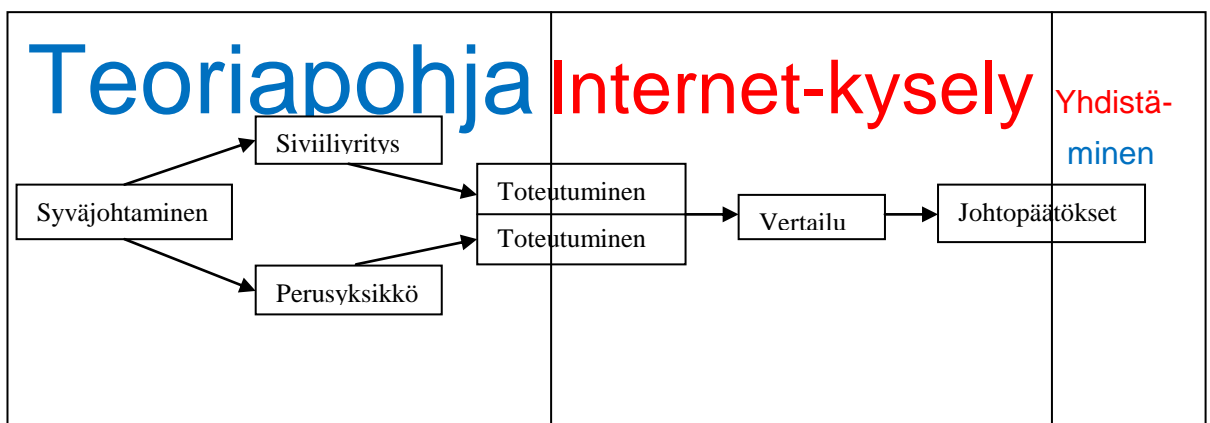 Teoriapohja
Internet-kysely
Yhdistä-
minen
Siviiliyritys
Syväjohtaminen
Perusyksikkö
Toteutuminen
Toteutuminen
Vertailu
Johtopäätökset